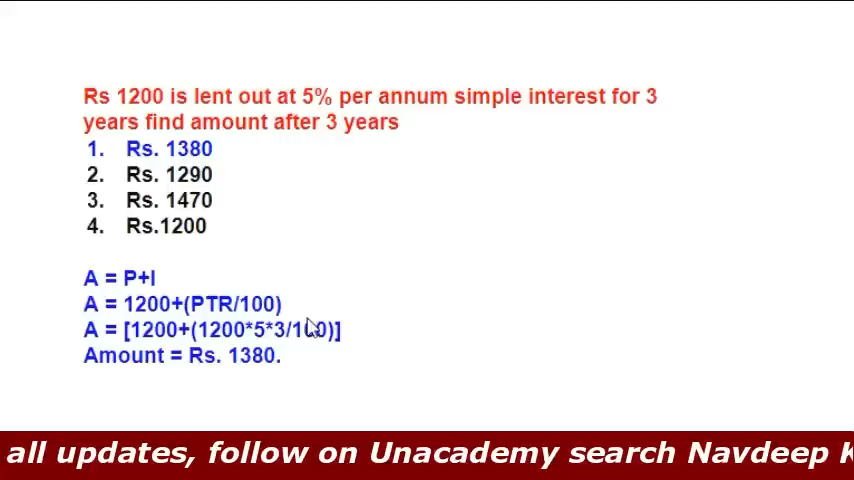 Rs 1200 is lent out at 5% per annum simple interest for 3
years find amount after 3 years
1. Rs. 1380
2. Rs. 1290
3. Rs. 1470
4. Rs.1200
A = P+I
A = 1200+(PTR/100)
A = [1200+(1200*5*3/100)]
Amount = Rs. 1380.
all updates, follow on Unacademy search Navdeep K